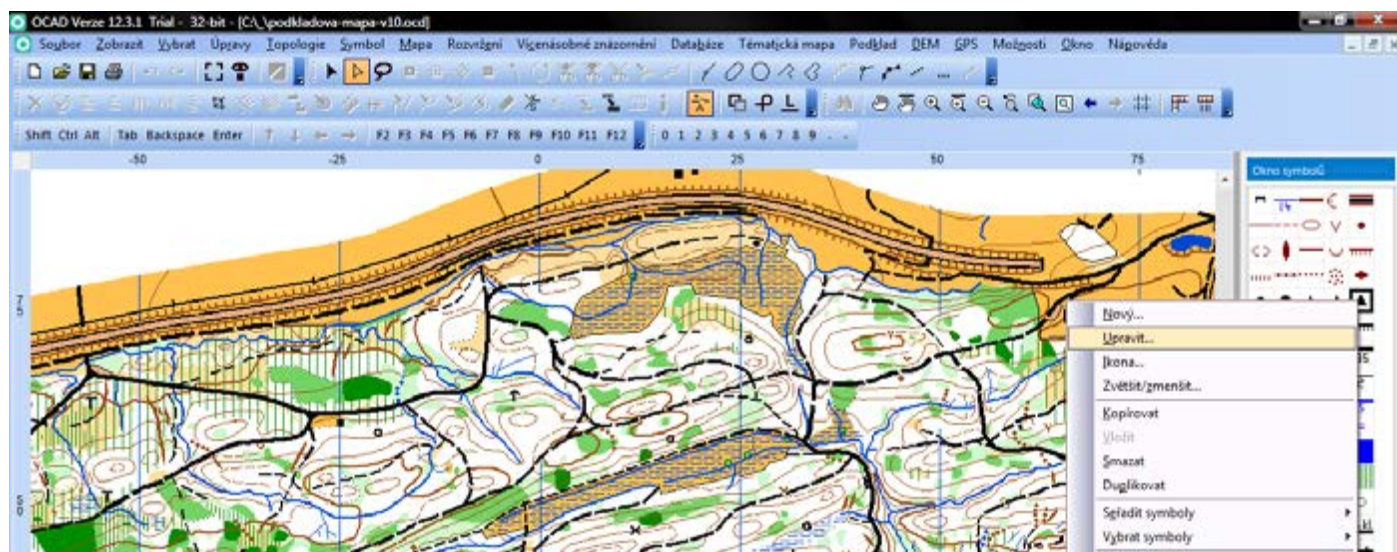 OCAD Verze 12.3.1 Trial - 32-bit - [C:\_\podkladova-mapa-v10.ocd]
Soubor Zobrazit Vybrat Úpravy Topologie Symbol Mapa Rozvržení Vícenásobné znázornění Databáze Tématická mapa Podklad DEM GPS Možnosti Okno Nápověda
Shift Ctrl Alt Tab Backspace Enter F2 F3 F4 F5 F6 F7 F8 F9 F10 F11 F12 0 1 2 3 4 5 6 7 8 9 . -
-50 -25 0 25 50 75
Okno symbolů
75
Nový...
Upravit...
Ikona...
Zvětšit/zmenšit...
Kopírovat
Vložit
Smazat
Duplikovat
50
Seřadit symboly
Vybrat symboly